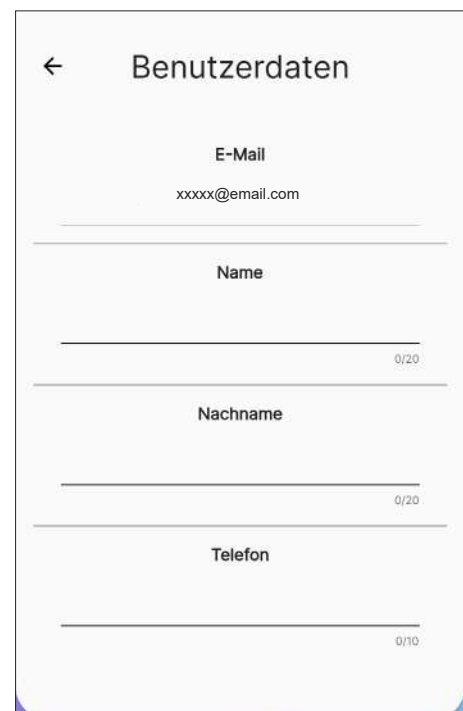 Benutzerdaten
E-Mail
xxxxx@email.com
Name
0/20
Nachname
0/20
Telefon
0/10